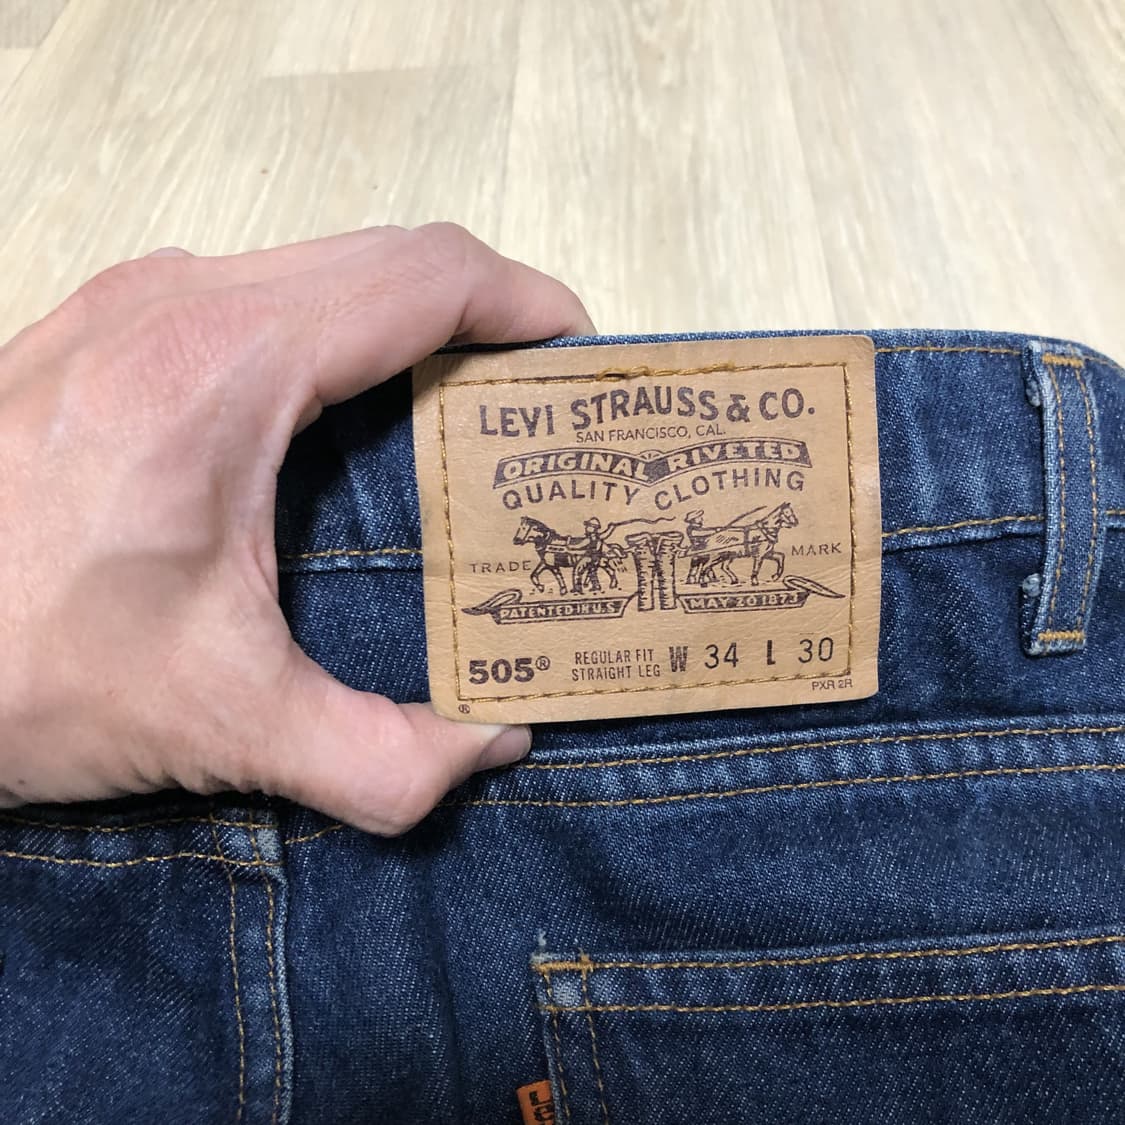 LEVI STRAUSS & CO.
SAN FRANCISCO, CAL.
ORIGINAL RIVETED
QUALITY CLOTHING
TRADE MARK
PATENTED IN U.S. MAY 20 1873
505® REGULAR FIT STRAIGHT LEG W 34 L 30
PXR 2R
®